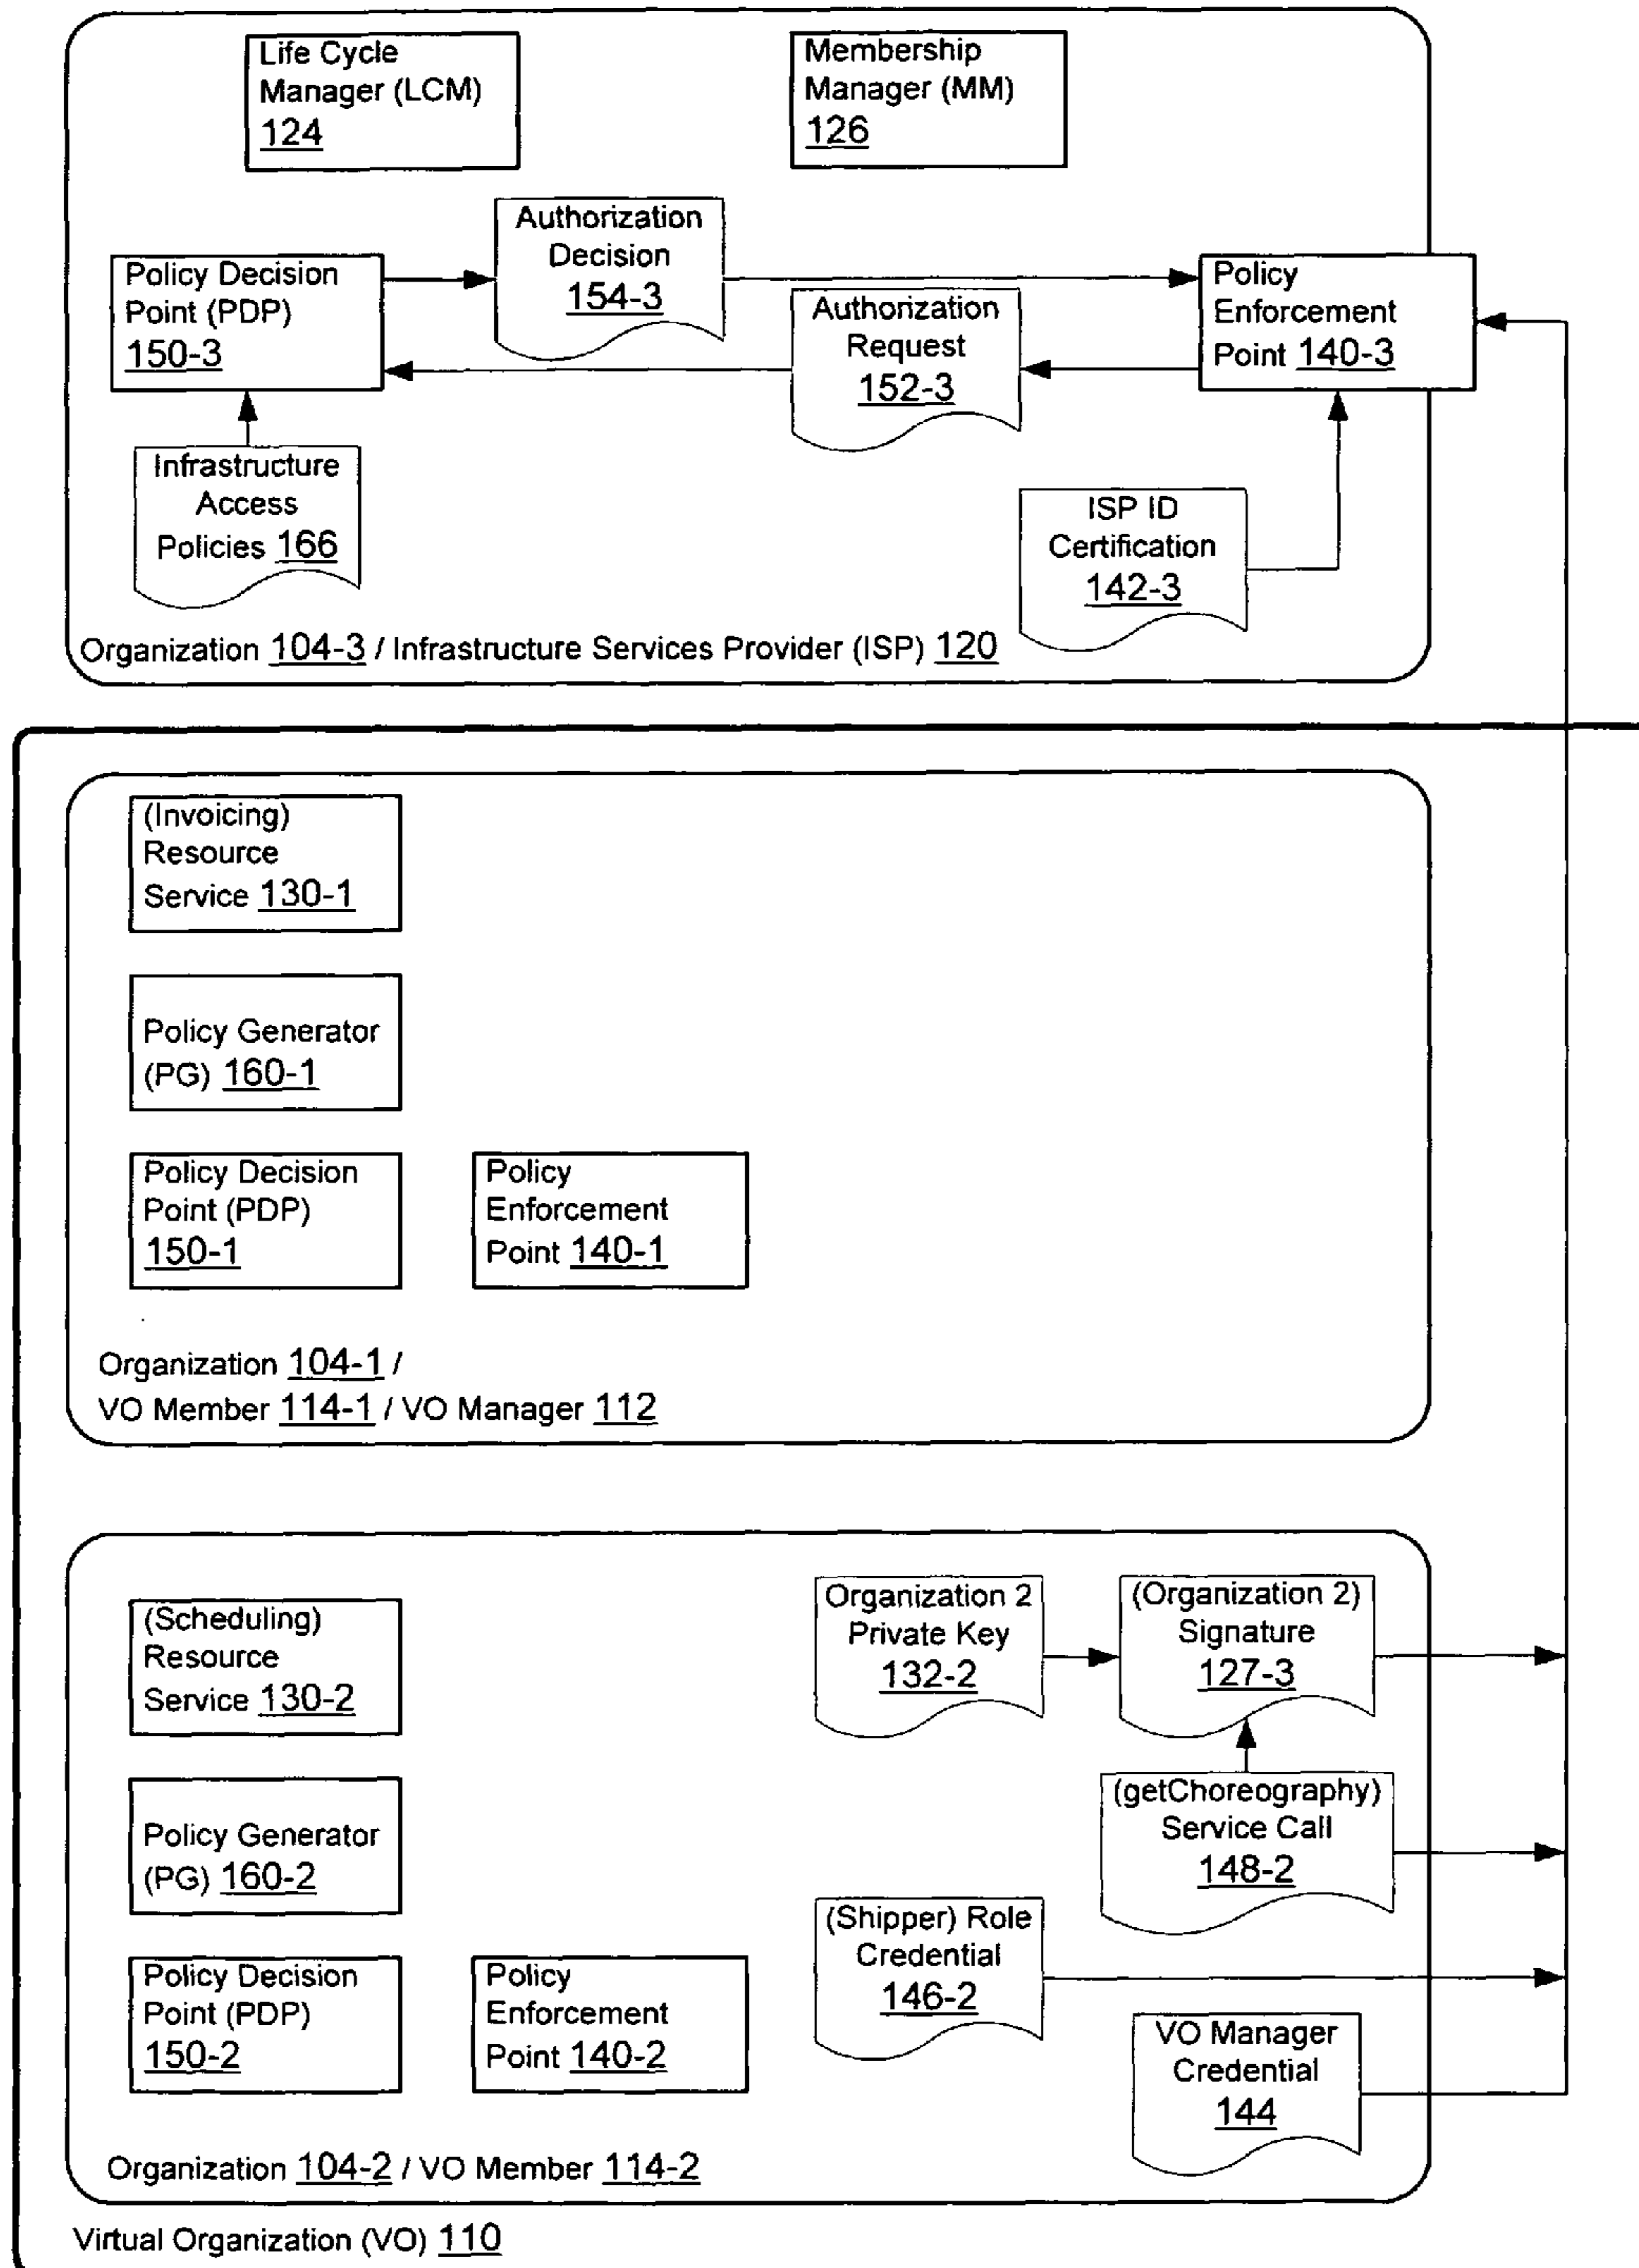 Life Cycle
Manager (LCM)
124
Membership
Manager (MM)
126
Authorization
Decision
154-3
Policy Decision
Point (PDP)
150-3
Authorization
Request
152-3
Policy
Enforcement
Point 140-3
Infrastructure
Access
Policies 166
ISP ID
Certification
142-3
Organization 104-3 / Infrastructure Services Provider (ISP) 120
(Invoicing)
Resource
Service 130-1
Policy Generator
(PG) 160-1
Policy Decision
Point (PDP)
150-1
Policy
Enforcement
Point 140-1
Organization 104-1 /
VO Member 114-1 / VO Manager 112
(Scheduling)
Resource
Service 130-2
Organization 2
Private Key
132-2
(Organization 2)
Signature
127-3
Policy Generator
(PG) 160-2
(getChoreography)
Service Call
148-2
(Shipper) Role
Credential
146-2
Policy Decision
Point (PDP)
150-2
Policy
Enforcement
Point 140-2
VO Manager
Credential
144
Organization 104-2 / VO Member 114-2
Virtual Organization (VO) 110